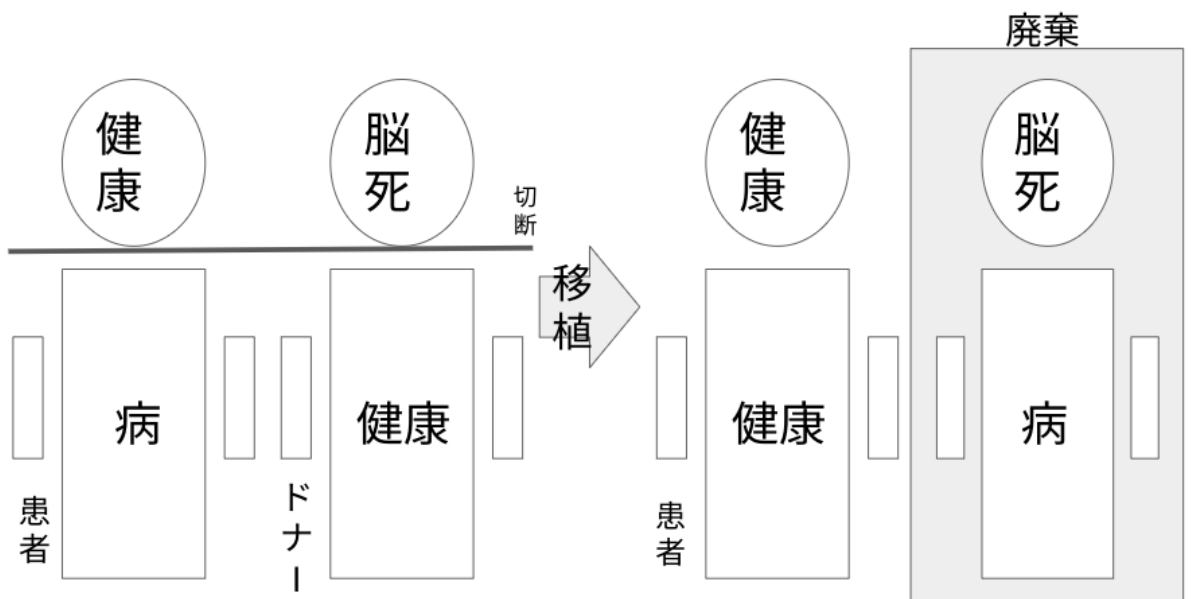 廃棄
健
康
脳
死
切
断
健
康
脳
死
移
植
病
健康
健康
病
患
者
ドナー
患
者